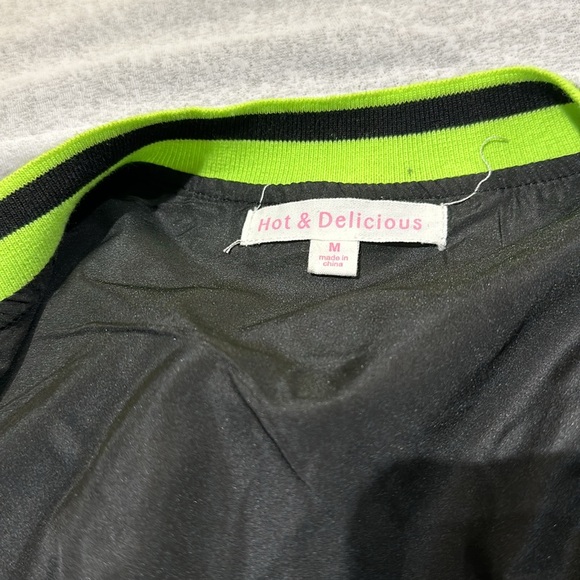 Hot & Delicious
M
made in
china